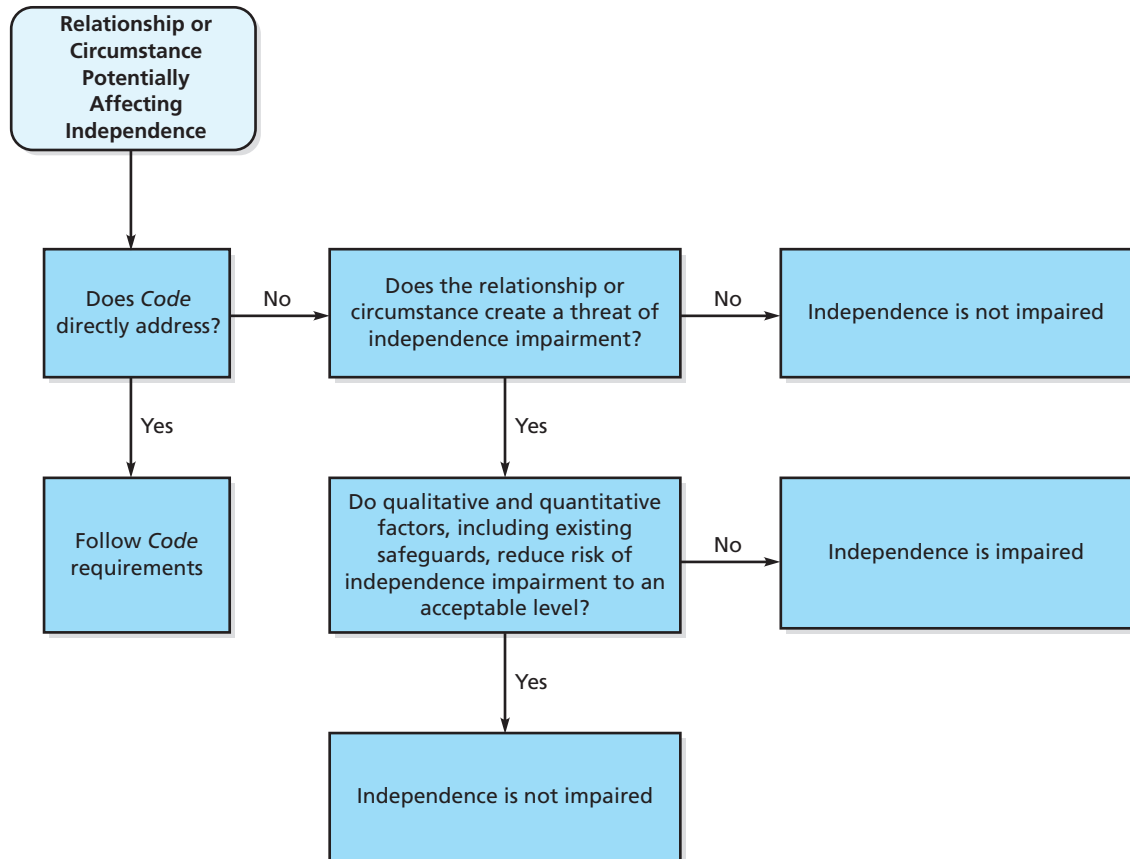 Relationship or
Circumstance
Potentially
Affecting
Independence
Does Code
directly address?
No
Does the relationship or
circumstance create a threat of
independence impairment?
No
Independence is not impaired
Yes
Yes
Follow Code
requirements
Do qualitative and quantitative
factors, including existing
safeguards, reduce risk of
independence impairment to an
acceptable level?
No
Independence is impaired
Yes
Independence is not impaired